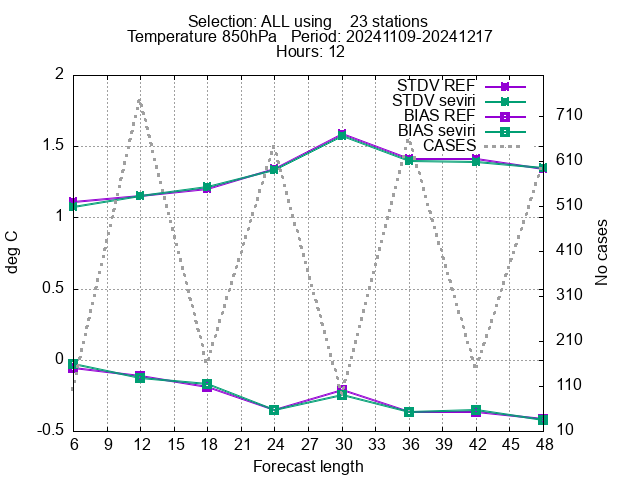 Selection: ALL using    23 stations
Temperature 850hPa   Period: 20241109-20241217
Hours: 12
STDV REF
STDV seviri
BIAS REF
BIAS seviri
CASES
2
1.5
1
0.5
0
-0.5
deg C
710
610
510
410
310
210
110
10
No cases
6 9 12 15 18 21 24 27 30 33 36 39 42 45 48
Forecast length